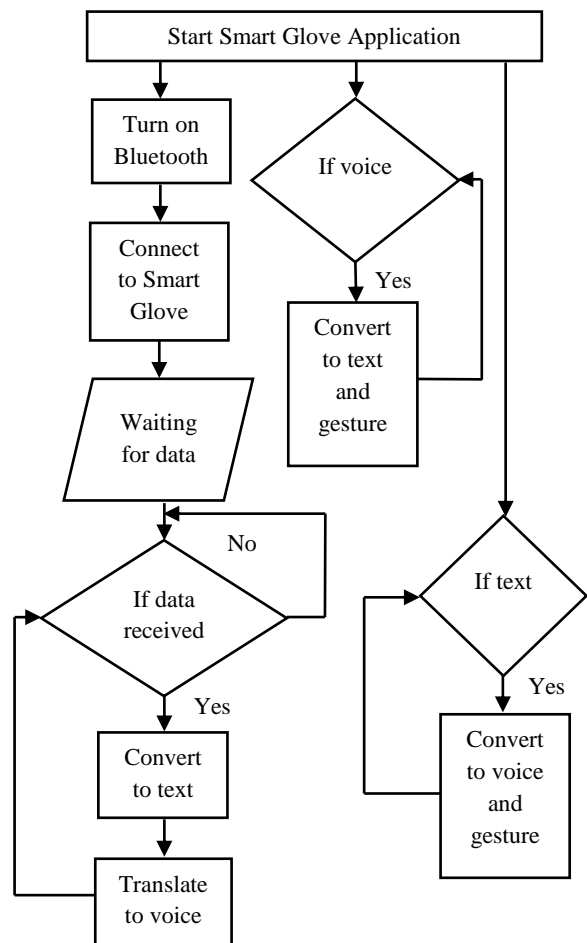 Start Smart Glove Application
Turn on
Bluetooth
Connect
to Smart
Glove
Waiting
for data
No
If data
received
Yes
Convert
to text
Translate
to voice
If voice
Yes
Convert
to text
and
gesture
If text
Yes
Convert
to voice
and
gesture